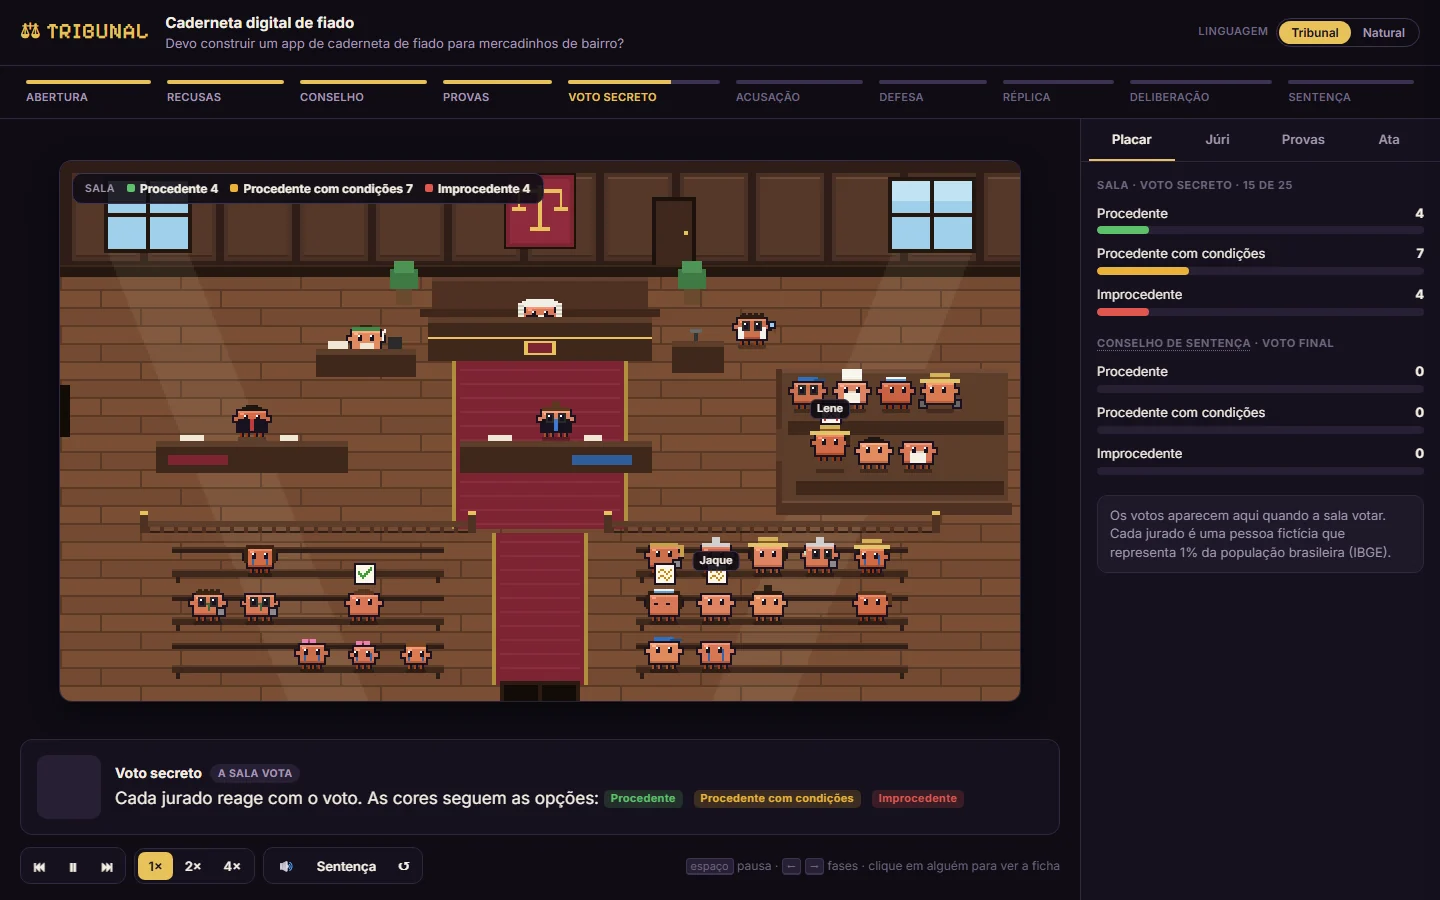 TRIBUNAL
Caderneta digital de fiado
Devo construir um app de caderneta de fiado para mercadinhos de bairro?
LINGUAGEM Tribunal Natural
ABERTURA RECUSAS CONSELHO PROVAS VOTO SECRETO ACUSAÇÃO DEFESA RÉPLICA DELIBERAÇÃO SENTENÇA
Placar Júri Provas Ata
SALA Procedente 4 Procedente com condições 7 Improcedente 4
SALA · VOTO SECRETO · 15 DE 25
Procedente 4
Procedente com condições 7
Improcedente 4
CONSELHO DE SENTENÇA · VOTO FINAL
Procedente 0
Procedente com condições 0
Improcedente 0
Os votos aparecem aqui quando a sala votar.
Cada jurado é uma pessoa fictícia que
representa 1% da população brasileira (IBGE).
Lene
Jaque
Voto secreto A SALA VOTA
Cada jurado reage com o voto. As cores seguem as opções: Procedente Procedente com condições Improcedente
1× 2× 4× Sentença ↺
espaço pausa · ← → fases · clique em alguém para ver a ficha